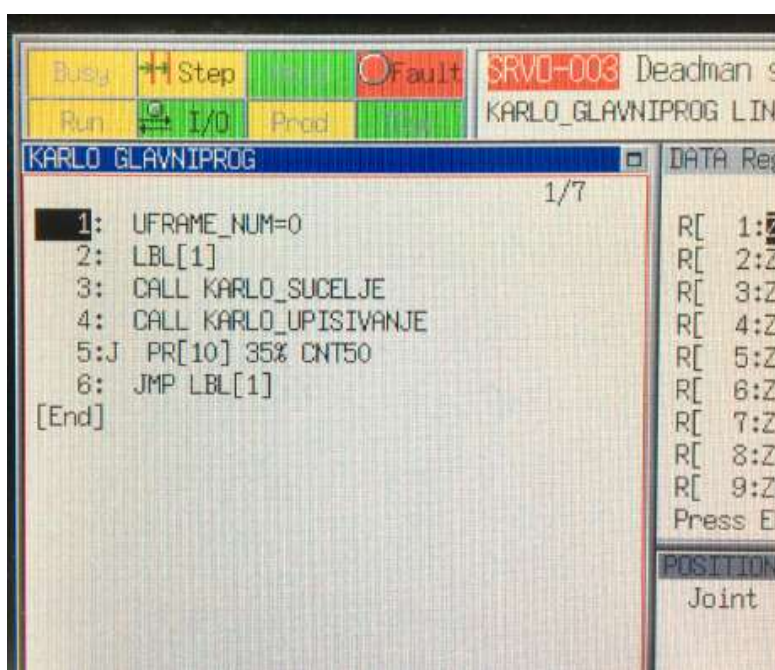 Busy Step Fault
Run I/O Prod
SRVO-003 Deadman s
KARLO_GLAVNIPROG LIN
KARLO GLAVNIPROG
1/7
1: UFRAME_NUM=0
2: LBL[1]
3: CALL KARLO_SUCELJE
4: CALL KARLO_UPISIVANJE
5:J PR[10] 35% CNT50
6: JMP LBL[1]
[End]
DATA Reg
R[ 1:Z
R[ 2:Z
R[ 3:Z
R[ 4:Z
R[ 5:Z
R[ 6:Z
R[ 7:Z
R[ 8:Z
R[ 9:Z
Press E
POSITION
Joint